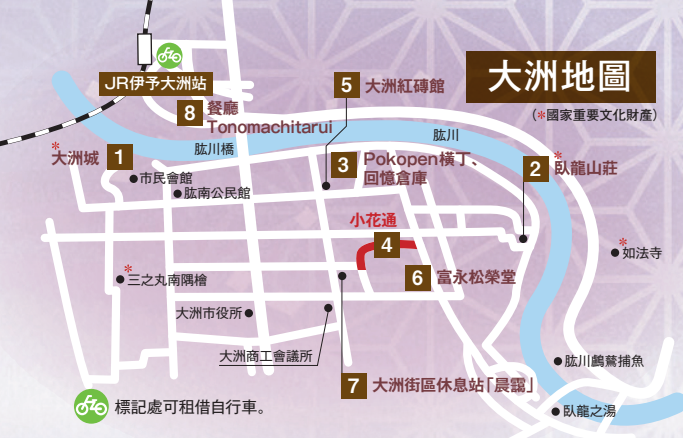 大洲地圖
(*國家重要文化財產)
JR伊予大洲站
5 大洲紅磚館
8 餐廳
Tonomachitarui
肱川
肱川橋
*大洲城 1
3 Pokopen橫丁、
回憶倉庫
2 *臥龍山莊
市民會館
肱南公民館
小花通
4
*如法寺
*三之丸南隅櫓
6 富永松榮堂
大洲市役所
大洲商工會議所
肱川鸕鶿捕魚
7 大洲街區休息站「晨靄」
標記處可租借自行車。
臥龍之湯